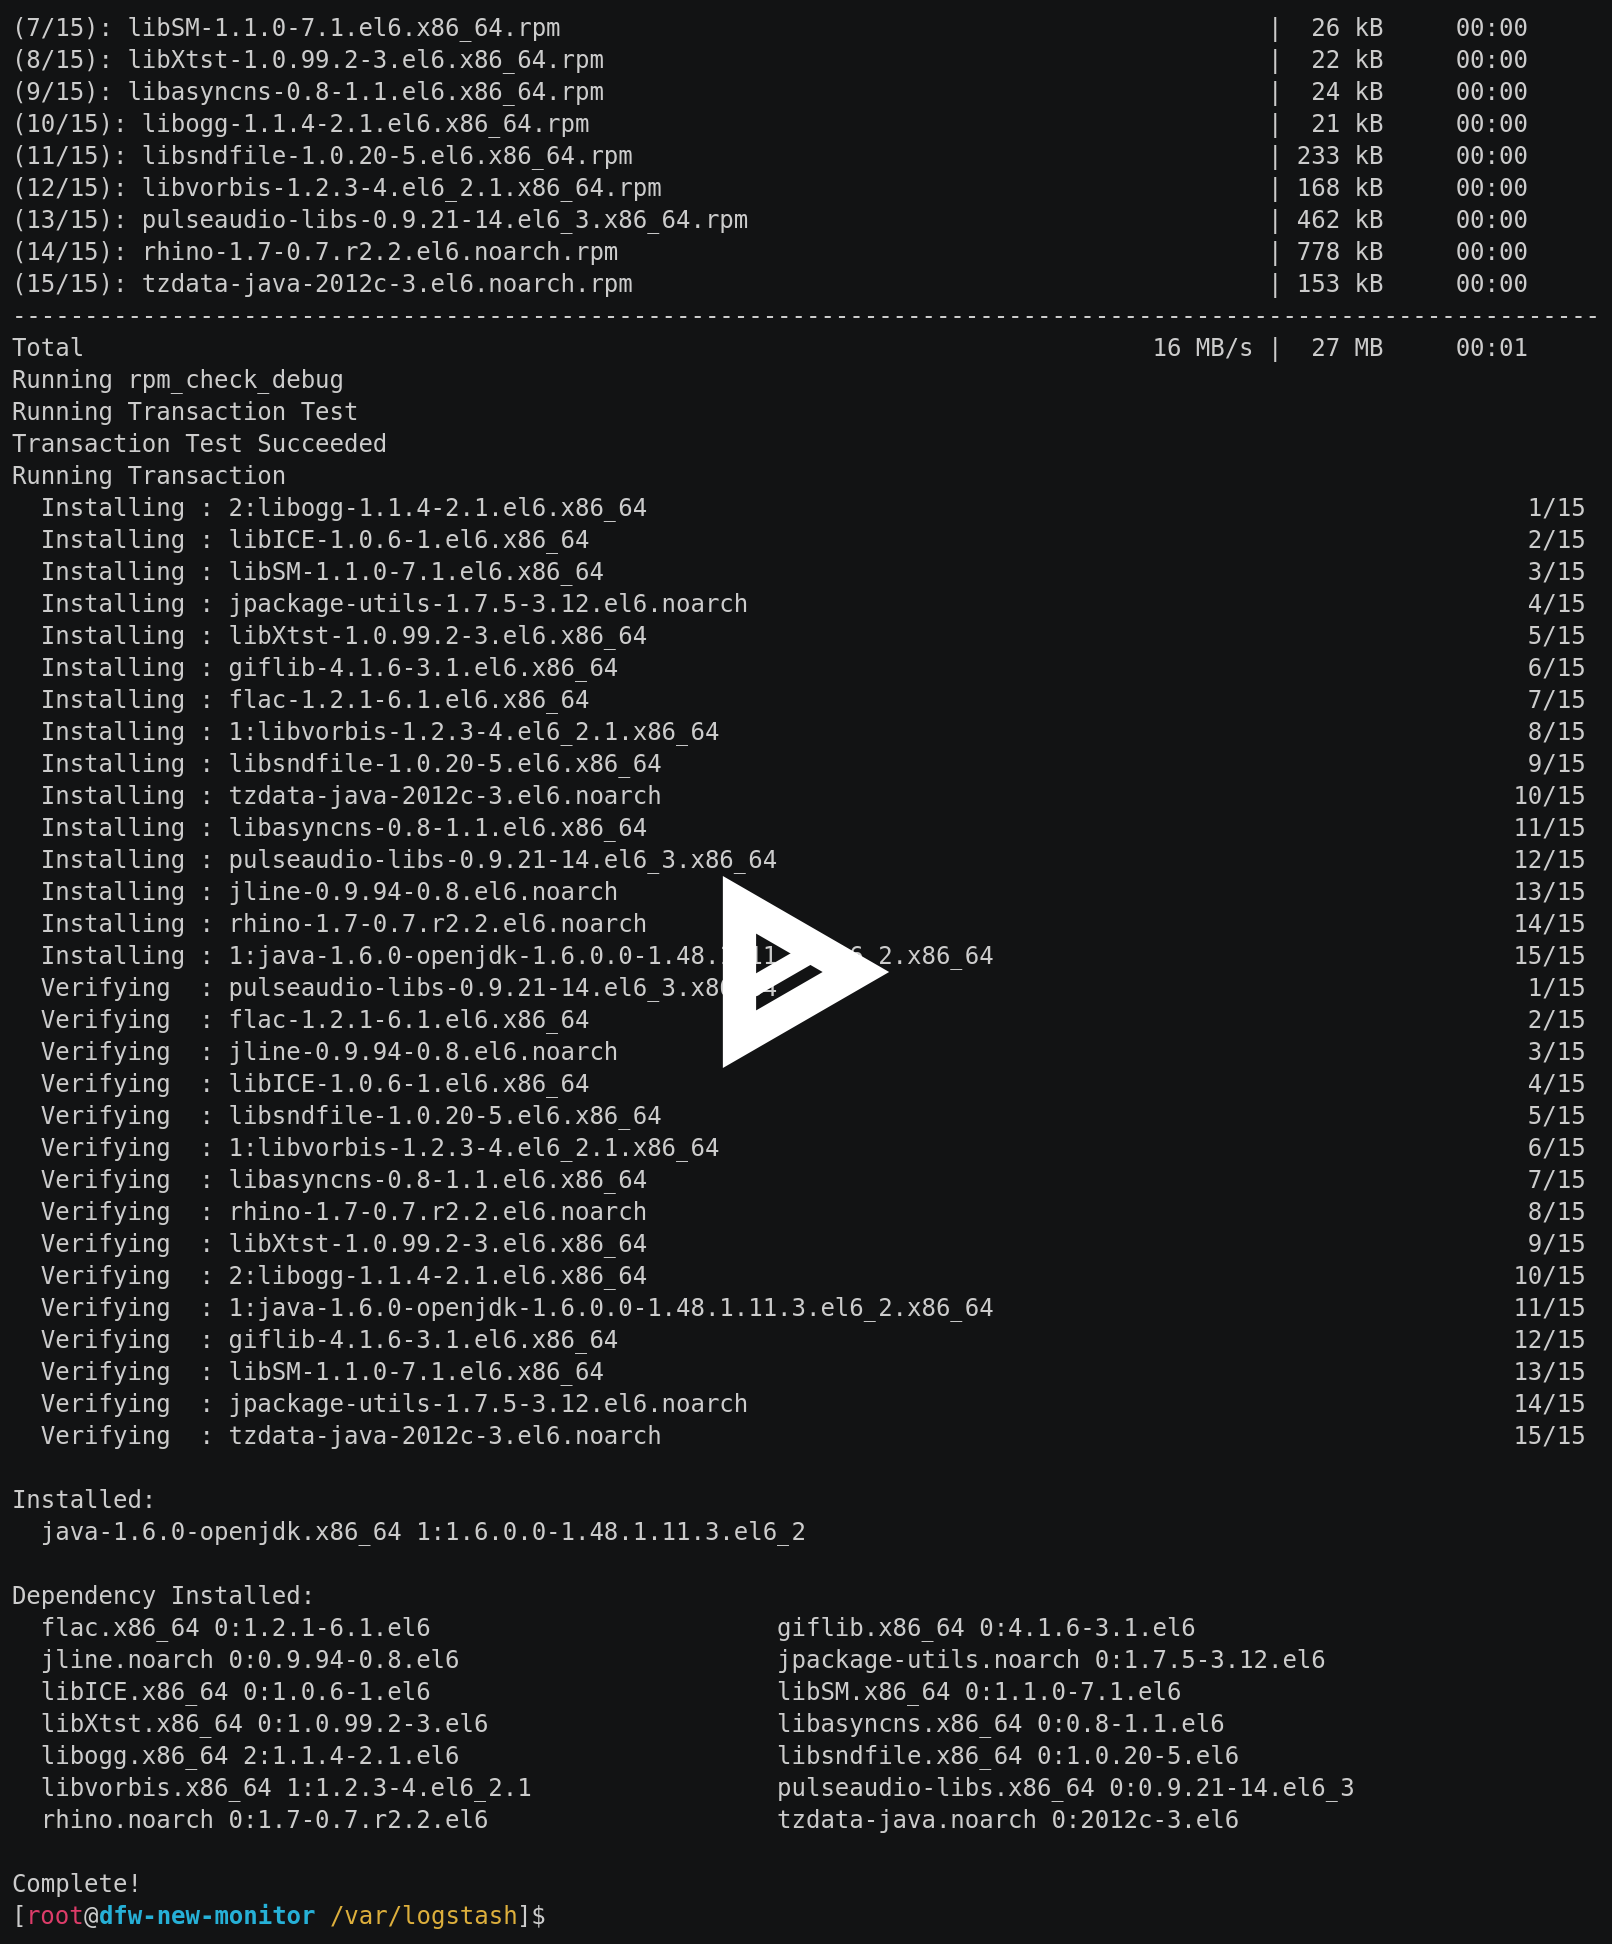 (7/15): libSM-1.1.0-7.1.el6.x86_64.rpm | 26 kB 00:00
(8/15): libXtst-1.0.99.2-3.el6.x86_64.rpm | 22 kB 00:00
(9/15): libasyncns-0.8-1.1.el6.x86_64.rpm | 24 kB 00:00
(10/15): libogg-1.1.4-2.1.el6.x86_64.rpm | 21 kB 00:00
(11/15): libsndfile-1.0.20-5.el6.x86_64.rpm | 233 kB 00:00
(12/15): libvorbis-1.2.3-4.el6_2.1.x86_64.rpm | 168 kB 00:00
(13/15): pulseaudio-libs-0.9.21-14.el6_3.x86_64.rpm | 462 kB 00:00
(14/15): rhino-1.7-0.7.r2.2.el6.noarch.rpm | 778 kB 00:00
(15/15): tzdata-java-2012c-3.el6.noarch.rpm | 153 kB 00:00
--------------------------------------------------------------------------------------------------------------
Total 16 MB/s | 27 MB 00:01
Running rpm_check_debug
Running Transaction Test
Transaction Test Succeeded
Running Transaction
Installing : 2:libogg-1.1.4-2.1.el6.x86_64 1/15
Installing : libICE-1.0.6-1.el6.x86_64 2/15
Installing : libSM-1.1.0-7.1.el6.x86_64 3/15
Installing : jpackage-utils-1.7.5-3.12.el6.noarch 4/15
Installing : libXtst-1.0.99.2-3.el6.x86_64 5/15
Installing : giflib-4.1.6-3.1.el6.x86_64 6/15
Installing : flac-1.2.1-6.1.el6.x86_64 7/15
Installing : 1:libvorbis-1.2.3-4.el6_2.1.x86_64 8/15
Installing : libsndfile-1.0.20-5.el6.x86_64 9/15
Installing : tzdata-java-2012c-3.el6.noarch 10/15
Installing : libasyncns-0.8-1.1.el6.x86_64 11/15
Installing : pulseaudio-libs-0.9.21-14.el6_3.x86_64 12/15
Installing : jline-0.9.94-0.8.el6.noarch 13/15
Installing : rhino-1.7-0.7.r2.2.el6.noarch 14/15
Installing : 15/15
Verifying : 1/15
Verifying : flac-1.2.1-6.1.el6.x86_64 2/15
Verifying : jline-0.9.94-0.8.el6.noarch 3/15
Verifying : libICE-1.0.6-1.el6.x86_64 4/15
Verifying : libsndfile-1.0.20-5.el6.x86_64 5/15
Verifying : 1:libvorbis-1.2.3-4.el6_2.1.x86_64 6/15
Verifying : libasyncns-0.8-1.1.el6.x86_64 7/15
Verifying : rhino-1.7-0.7.r2.2.el6.noarch 8/15
Verifying : libXtst-1.0.99.2-3.el6.x86_64 9/15
Verifying : 2:libogg-1.1.4-2.1.el6.x86_64 10/15
Verifying : 1:java-1.6.0-openjdk-1.6.0.0-1.48.1.11.3.el6_2.x86_64 11/15
Verifying : giflib-4.1.6-3.1.el6.x86_64 12/15
Verifying : libSM-1.1.0-7.1.el6.x86_64 13/15
Verifying : jpackage-utils-1.7.5-3.12.el6.noarch 14/15
Verifying : tzdata-java-2012c-3.el6.noarch 15/15
Installed:
java-1.6.0-openjdk.x86_64 1:1.6.0.0-1.48.1.11.3.el6_2
Dependency Installed:
flac.x86_64 0:1.2.1-6.1.el6 giflib.x86_64 0:4.1.6-3.1.el6
jline.noarch 0:0.9.94-0.8.el6 jpackage-utils.noarch 0:1.7.5-3.12.el6
libICE.x86_64 0:1.0.6-1.el6 libSM.x86_64 0:1.1.0-7.1.el6
libXtst.x86_64 0:1.0.99.2-3.el6 libasyncns.x86_64 0:0.8-1.1.el6
libogg.x86_64 2:1.1.4-2.1.el6 libsndfile.x86_64 0:1.0.20-5.el6
libvorbis.x86_64 1:1.2.3-4.el6_2.1 pulseaudio-libs.x86_64 0:0.9.21-14.el6_3
rhino.noarch 0:1.7-0.7.r2.2.el6 tzdata-java.noarch 0:2012c-3.el6
Complete!
[root@dfw-new-monitor /var/logstash]$